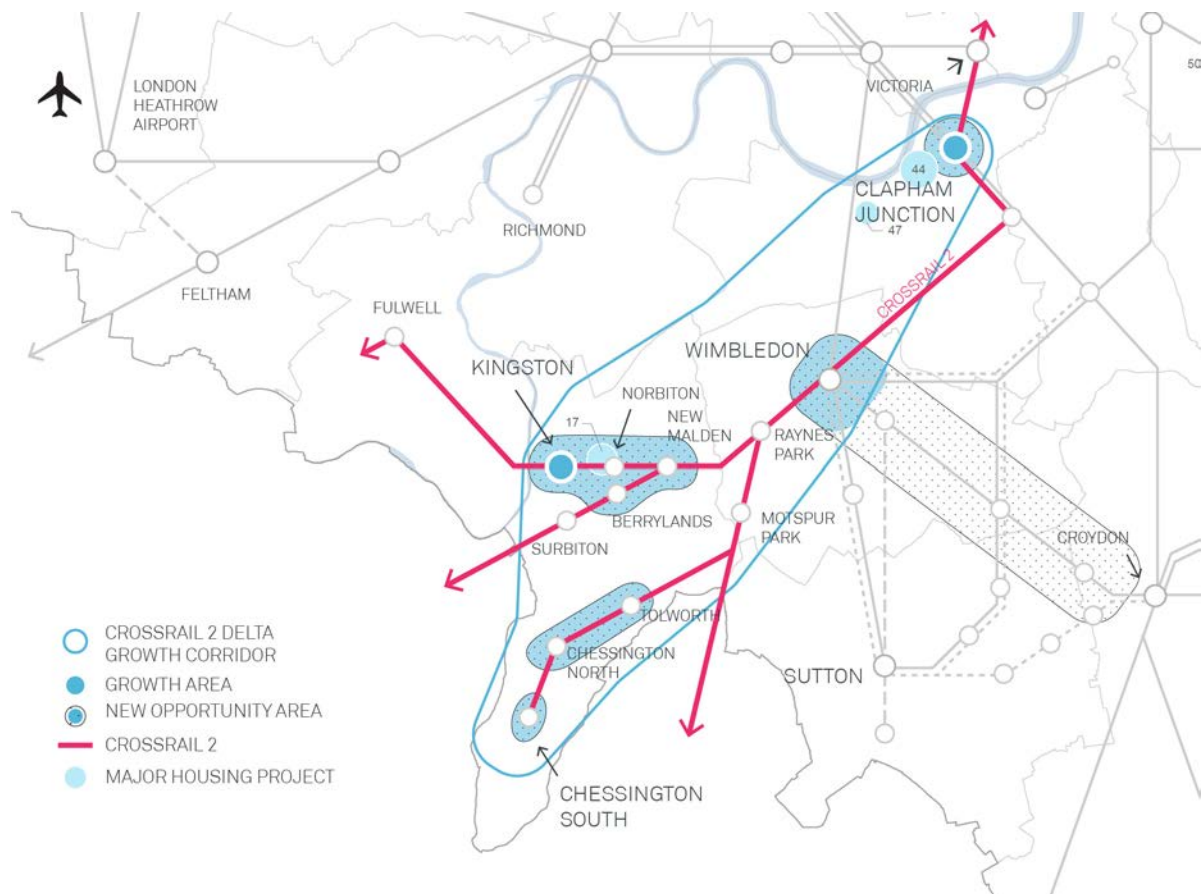 LONDON
HEATHROW
AIRPORT
VICTORIA
50
44
CLAPHAM
JUNCTION
47
RICHMOND
FELTHAM
CROSSRAIL 2
FULWELL
WIMBLEDON
KINGSTON
NORBITON
NEW
MALDEN
17
RAYNES
PARK
BERRYLANDS
MOTSPUR
PARK
SURBITON
CROYDON
TOLWORTH
CHESSINGTON
NORTH
SUTTON
CHESSINGTON
SOUTH
CROSSRAIL 2 DELTA
GROWTH CORRIDOR
GROWTH AREA
NEW OPPORTUNITY AREA
CROSSRAIL 2
MAJOR HOUSING PROJECT